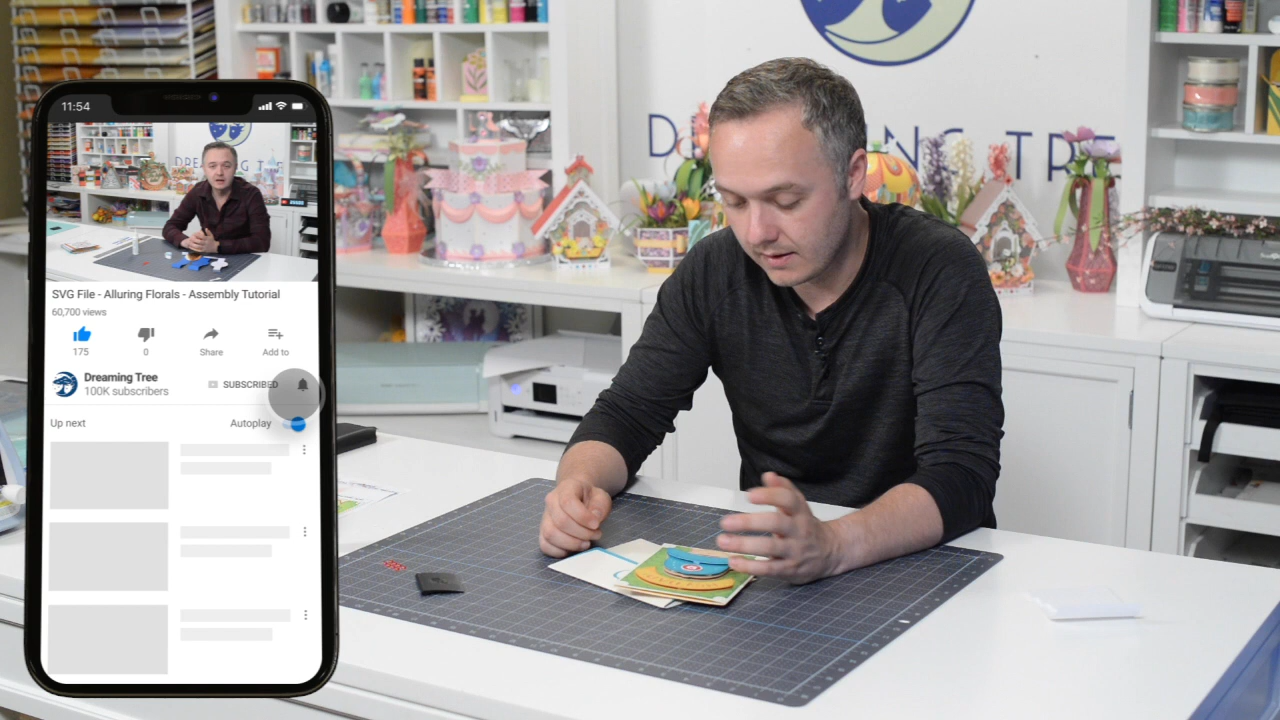 11:54
SVG File - Alluring Florals - Assembly Tutorial
60,700 views
175
0
Share
Add to
Dreaming Tree
100K subscribers
SUBSCRIBED
Up next
Autoplay